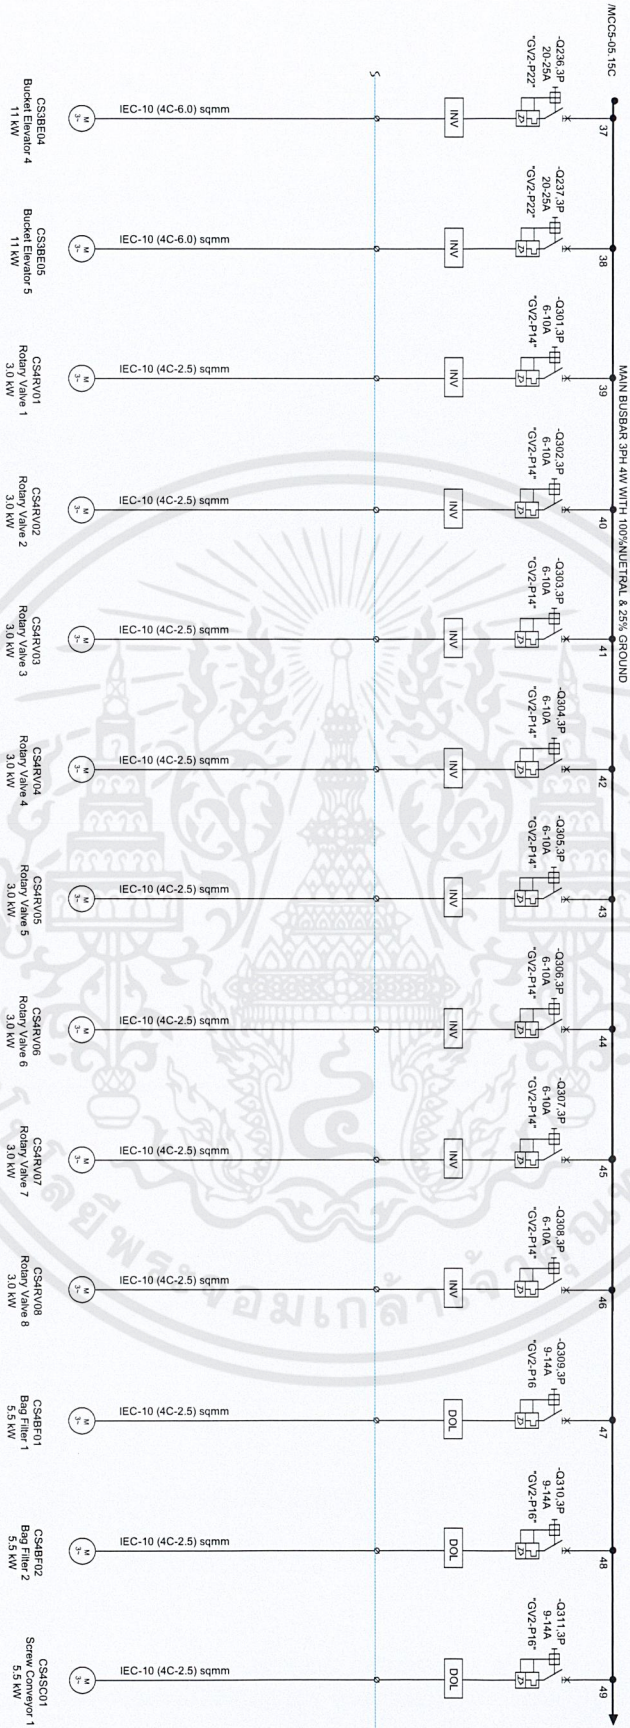 /MCC5-05.15C
MAIN BUSBAR 3PH 4W WITH 100%NUETRAL & 25% GROUND
37
-Q236,3P
20-25A
"GV2-P22"
INV
IEC-10 (4C-6.0) sqmm
M
3~
CS3BE04
Bucket Elevator 4
11 kW
38
-Q237,3P
20-25A
"GV2-P22"
INV
IEC-10 (4C-6.0) sqmm
M
3~
CS3BE05
Bucket Elevator 5
11 kW
39
-Q301,3P
6-10A
"GV2-P14"
INV
IEC-10 (4C-2.5) sqmm
M
3~
CS4RV01
Rotary Valve 1
3.0 kW
40
-Q302,3P
6-10A
"GV2-P14"
INV
IEC-10 (4C-2.5) sqmm
M
3~
CS4RV02
Rotary Valve 2
3.0 kW
41
-Q303,3P
6-10A
"GV2-P14"
INV
IEC-10 (4C-2.5) sqmm
M
3~
CS4RV03
Rotary Valve 3
3.0 kW
42
-Q304,3P
6-10A
"GV2-P14"
INV
IEC-10 (4C-2.5) sqmm
M
3~
CS4RV04
Rotary Valve 4
3.0 kW
43
-Q305,3P
6-10A
"GV2-P14"
INV
IEC-10 (4C-2.5) sqmm
M
3~
CS4RV05
Rotary Valve 5
3.0 kW
44
-Q306,3P
6-10A
"GV2-P14"
INV
IEC-10 (4C-2.5) sqmm
M
3~
CS4RV06
Rotary Valve 6
3.0 kW
45
-Q307,3P
6-10A
"GV2-P14"
INV
IEC-10 (4C-2.5) sqmm
M
3~
CS4RV07
Rotary Valve 7
3.0 kW
46
-Q308,3P
6-10A
"GV2-P14"
INV
IEC-10 (4C-2.5) sqmm
M
3~
CS4RV08
Rotary Valve 8
3.0 kW
47
-Q309,3P
9-14A
"GV2-P16
DOL
IEC-10 (4C-2.5) sqmm
M
3~
CS4BF01
Bag Filter 1
5.5 kW
48
-Q310,3P
9-14A
"GV2-P16"
DOL
IEC-10 (4C-2.5) sqmm
M
3~
CS4BF02
Bag Filter 2
5.5 kW
49
-Q311,3P
9-14A
"GV2-P16"
DOL
IEC-10 (4C-2.5) sqmm
M
3~
CS4SC01
Screw Conveyor 1
5.5 kW